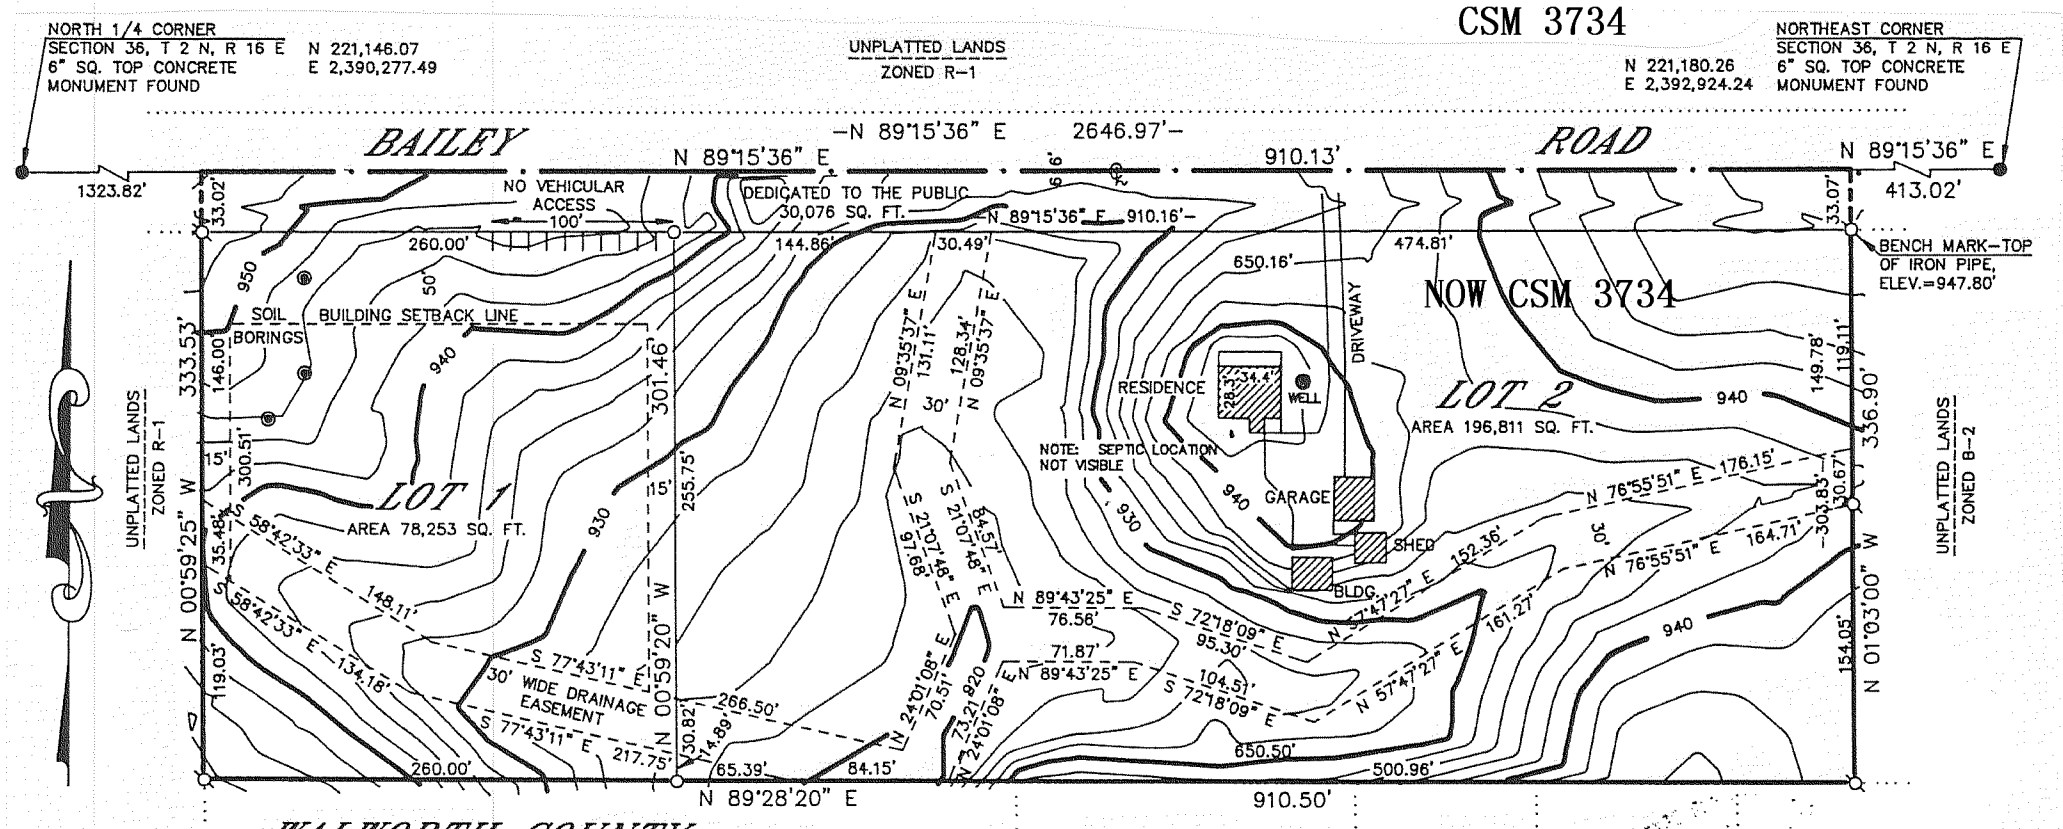 CSM 3734
NORTH 1/4 CORNER
SECTION 36, T 2 N, R 16 E N 221,146.07
6" SQ. TOP CONCRETE E 2,390,277.49
MONUMENT FOUND
UNPLATTED LANDS
ZONED R-1
NORTHEAST CORNER
SECTION 36, T 2 N, R 16 E
N 221,180.26 6" SQ. TOP CONCRETE
E 2,392,924.24 MONUMENT FOUND
BAILEY
-N 89°15'36" E 2646.97'-
ROAD
N 89°15'36" E
910.13'
N 89°15'36" E
1323.82'
413.02'
33.02'
NO VEHICULAR
ACCESS
100'
DEDICATED TO THE PUBLIC
30,076 SQ. FT.
66'
33.07'
-N 89°15'36" E 910.16'-
260.00'
144.86'
30.49'
474.81'
650.16'
BENCH MARK-TOP
OF IRON PIPE,
ELEV.=947.80'
950
50'
NOW CSM 3734
SOIL
BORINGS
BUILDING SETBACK LINE
DRIVEWAY
333.53'
146.00'
940
301.46'
N 09°35'37" E
131.11'
128.34'
N 09°35'37" E
30'
RESIDENCE
28.5'
34.4'
WELL
LOT 2
AREA 196,811 SQ. FT.
940
149.78'
119.11'
336.90'
UNPLATTED LANDS
ZONED R-1
UNPLATTED LANDS
ZONED B-2
15'
300.51'
NOTE: SEPTIC LOCATION
NOT VISIBLE
LOT 1
AREA 78,253 SQ. FT.
930
15'
255.75'
GARAGE
940
930
SHED
BLDG.
N 76°55'51" E 176.15'
30.67'
303.83'
30'
N 76°55'51" E 164.71'
N 00°59'25" W
35.48'
S 58°42'33" E
148.11'
S 58°42'33" E
134.18'
119.03'
S 21°07'48" E
97.68'
84.57'
S 21°07'48" E
N 89°43'25" E
76.56'
S 72°18'09" E
95.30'
N 57°47'27" E 152.36'
161.27'
N 57°47'27" E
940
154.05'
N 01°03'00" W
S 77°43'11" E
30' WIDE DRAINAGE
EASEMENT
S 77°43'11" E 217.75'
N 00°59'20" W
30.82'
14.89'
266.50'
N 24°01'08" E
70.51'
73.21'
N 24°01'08" E
920
71.87'
N 89°43'25" E
104.51'
S 72°18'09" E
650.50'
260.00'
65.39'
84.15'
500.96'
N 89°28'20" E
910.50'
WALWORTH COUNTY